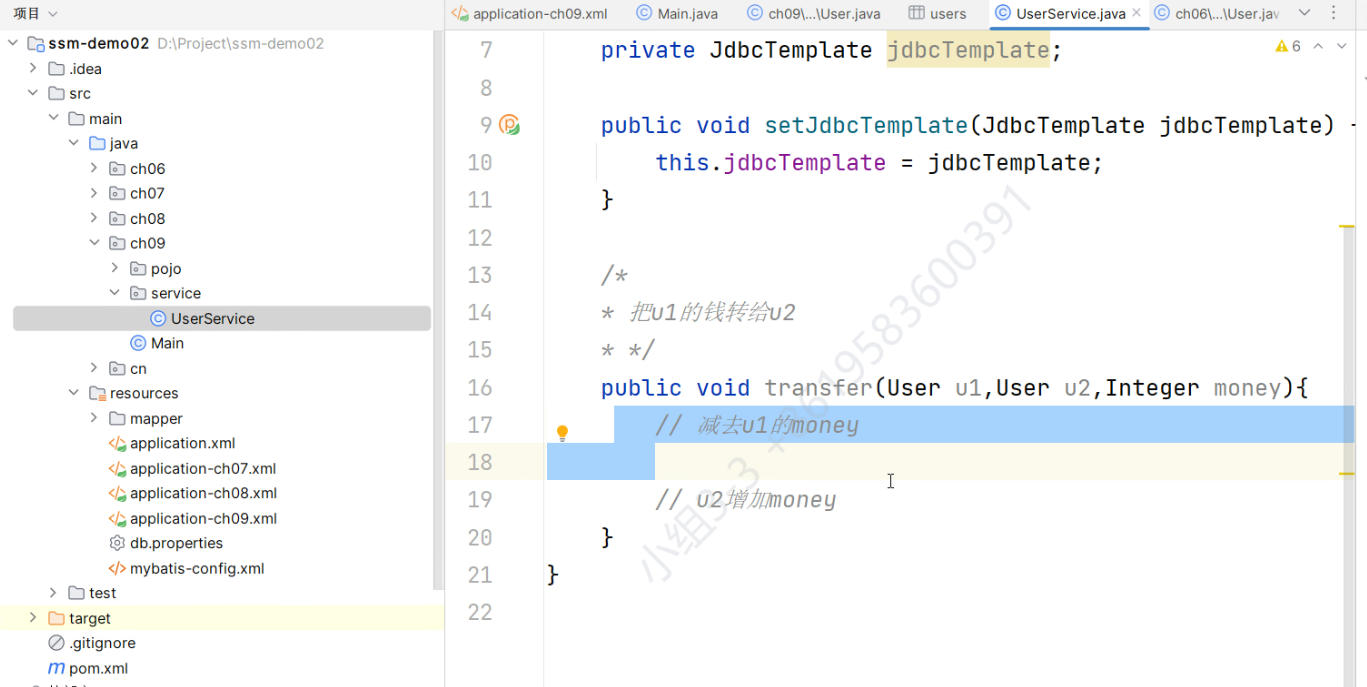 项目
application-ch09.xml Main.java ch09\...\User.java users UserService.java ch06\...\User.jav
ssm-demo02 D:\Project\ssm-demo02
.idea
src
main
java
ch06
ch07
ch08
ch09
pojo
service
UserService
Main
cn
resources
mapper
application.xml
application-ch07.xml
application-ch08.xml
application-ch09.xml
db.properties
mybatis-config.xml
test
target
.gitignore
pom.xml
6
7 private JdbcTemplate jdbcTemplate;
8
9 public void setJdbcTemplate(JdbcTemplate jdbcTemplate)
10 this.jdbcTemplate = jdbcTemplate;
11 }
12
13 /*
14 * 把u1的钱转给u2
15 * */
16 public void transfer(User u1,User u2,Integer money){
17 // 减去u1的money
18
19 // u2增加money
20 }
21 }
22